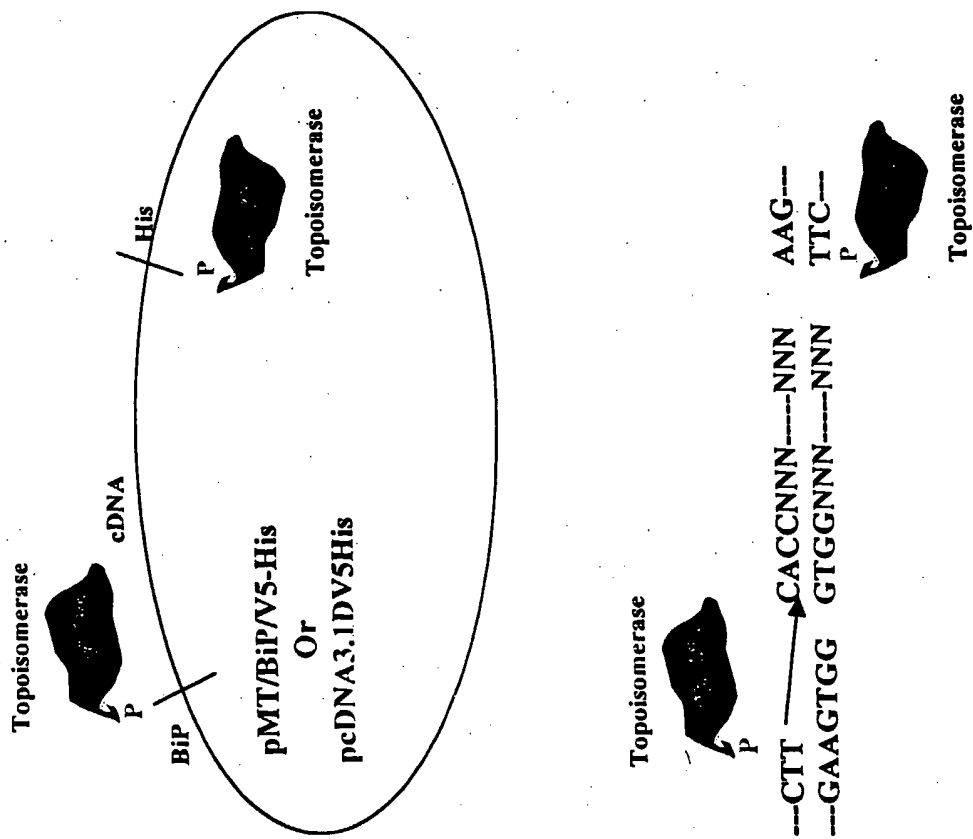 Topoisomerase
P
cDNA
BiP
His
P
Topoisomerase
pMT/BiP/V5-His
Or
pcDNA3.1DV5His
Topoisomerase
P
---CTT CACCNNN-----NNN AAG---
---GAAGTGG GTGGNNN-----NNN TTC---
P
Topoisomerase